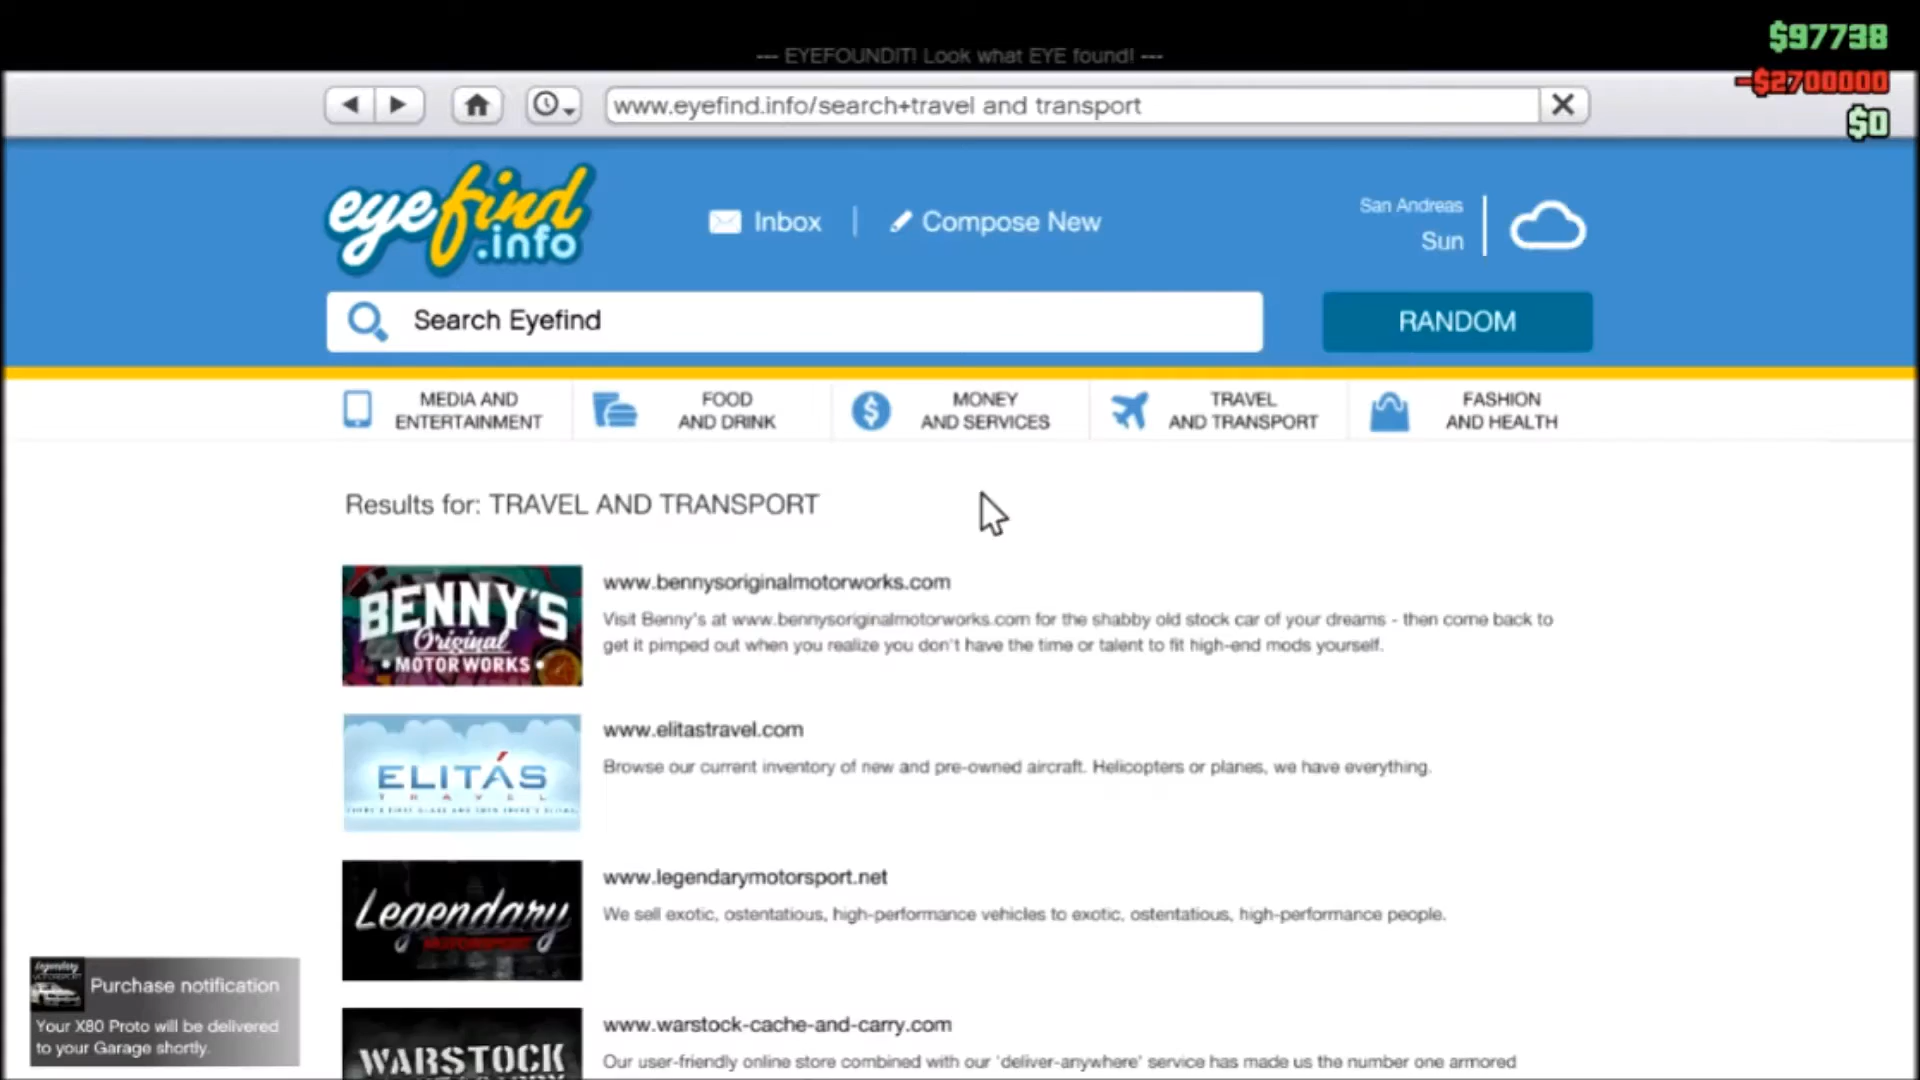 $97738
--- EYEFOUNDIT! Look what EYE found! ---
-$2700000
www.eyefind.info/search+travel and transport
$0
eyefind
.info
Inbox
Compose New
San Andreas
Sun
Search Eyefind
RANDOM
MEDIA AND
ENTERTAINMENT
FOOD
AND DRINK
MONEY
AND SERVICES
TRAVEL
AND TRANSPORT
FASHION
AND HEALTH
Results for: TRAVEL AND TRANSPORT
BENNY'S
Original
MOTOR WORKS
www.bennysoriginalmotorworks.com
Visit Benny's at www.bennysoriginalmotorworks.com for the shabby old stock car of your dreams - then come back to
get it pimped out when you realize you don't have the time or talent to fit high-end mods yourself.
ELITÁS
TRAVEL
www.elitastravel.com
Browse our current inventory of new and pre-owned aircraft. Helicopters or planes, we have everything.
Legendary
MOTORSPORT
www.legendarymotorsport.net
We sell exotic, ostentatious, high-performance vehicles to exotic, ostentatious, high-performance people.
WARSTOCK
www.warstock-cache-and-carry.com
Our user-friendly online store combined with our 'deliver-anywhere' service has made us the number one armored
Legendary
Purchase notification
Your X80 Proto will be delivered
to your Garage shortly.